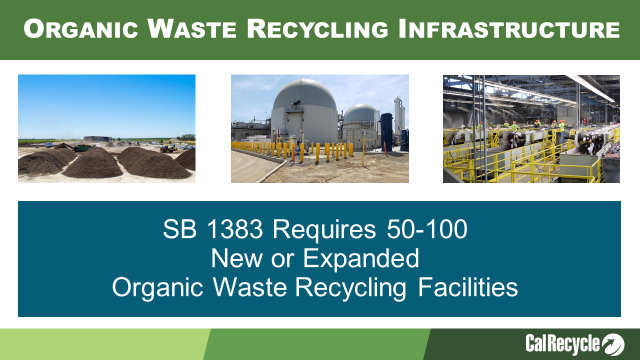 ORGANIC WASTE RECYCLING INFRASTRUCTURE
SB 1383 Requires 50-100
New or Expanded
Organic Waste Recycling Facilities
CalRecycle